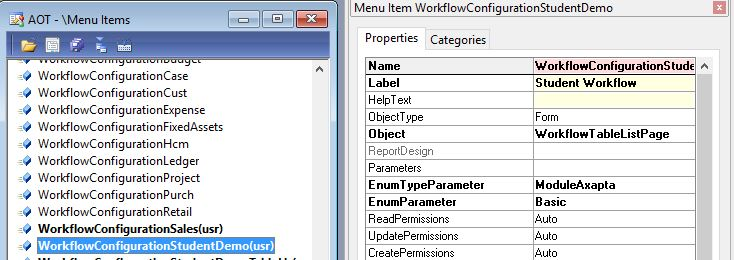 AOT - \Menu Items
WorkflowConfigurationBudget
WorkflowConfigurationCase
WorkflowConfigurationCust
WorkflowConfigurationExpense
WorkflowConfigurationFixedAssets
WorkflowConfigurationHcm
WorkflowConfigurationLedger
WorkflowConfigurationProject
WorkflowConfigurationPurch
WorkflowConfigurationRetail
WorkflowConfigurationSales(usr)
WorkflowConfigurationStudentDemo(usr)
Menu Item WorkflowConfigurationStudentDemo
Properties Categories
Name WorkflowConfigurationStude
Label Student Workflow
HelpText
ObjectType Form
Object WorkflowTableListPage
ReportDesign
Parameters
EnumTypeParameter ModuleAxapta
EnumParameter Basic
ReadPermissions Auto
UpdatePermissions Auto
CreatePermissions Auto